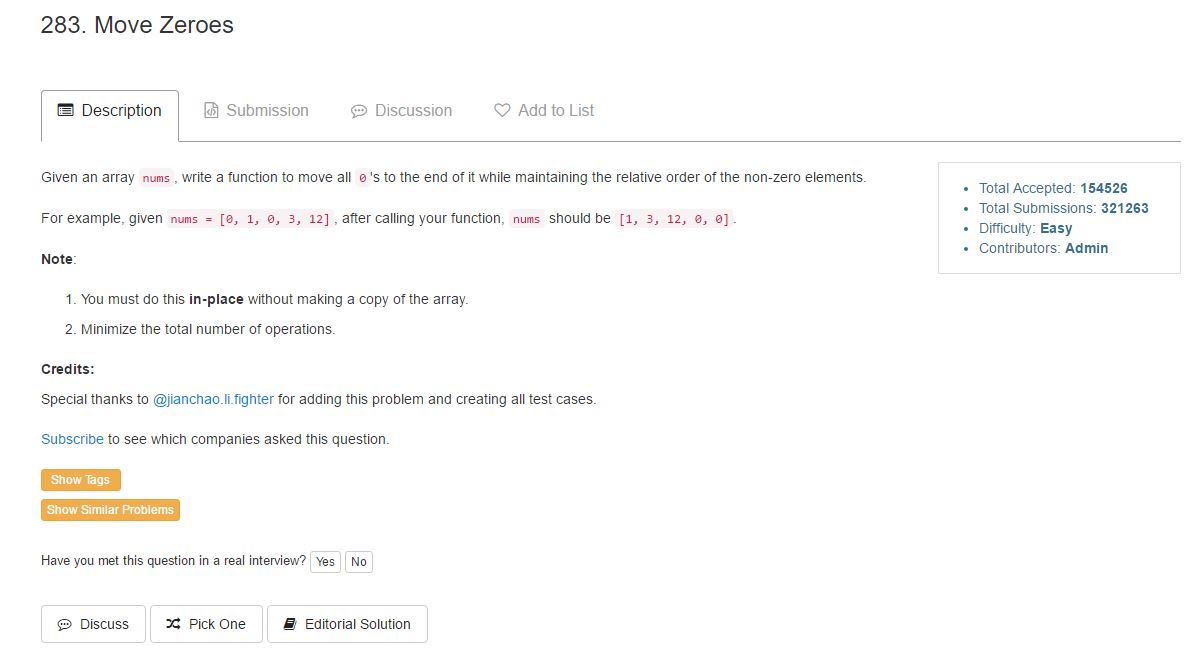 283. Move Zeroes
Description
Submission
Discussion
Add to List
Given an array nums, write a function to move all 0's to the end of it while maintaining the relative order of the non-zero elements.
For example, given nums = [0, 1, 0, 3, 12], after calling your function, nums should be [1, 3, 12, 0, 0].
Note:
1. You must do this in-place without making a copy of the array.
2. Minimize the total number of operations.
Credits:
Special thanks to @jianchao.li.fighter for adding this problem and creating all test cases.
Subscribe to see which companies asked this question.
Show Tags
Show Similar Problems
Have you met this question in a real interview? Yes No
Discuss
Pick One
Editorial Solution
Total Accepted: 154526
Total Submissions: 321263
Difficulty: Easy
Contributors: Admin